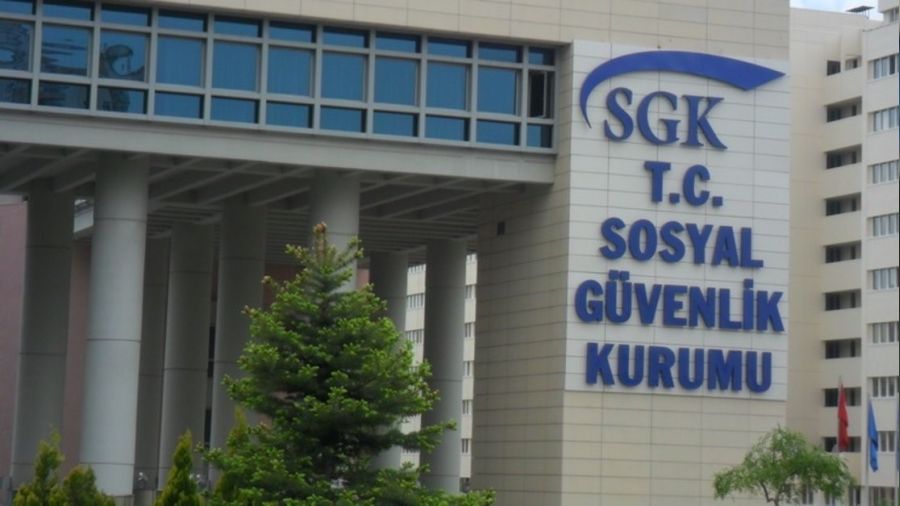 SGK
T.C.
SOSYAL
GÜVENLİK
KURUMU